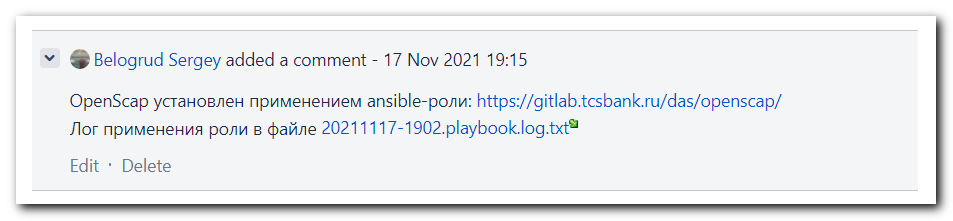 Belogrud Sergey added a comment - 17 Nov 2021 19:15
OpenScap установлен применением ansible-роли: https://gitlab.tcsbank.ru/das/openscap/
Лог применения роли в файле 20211117-1902.playbook.log.txt
Edit · Delete